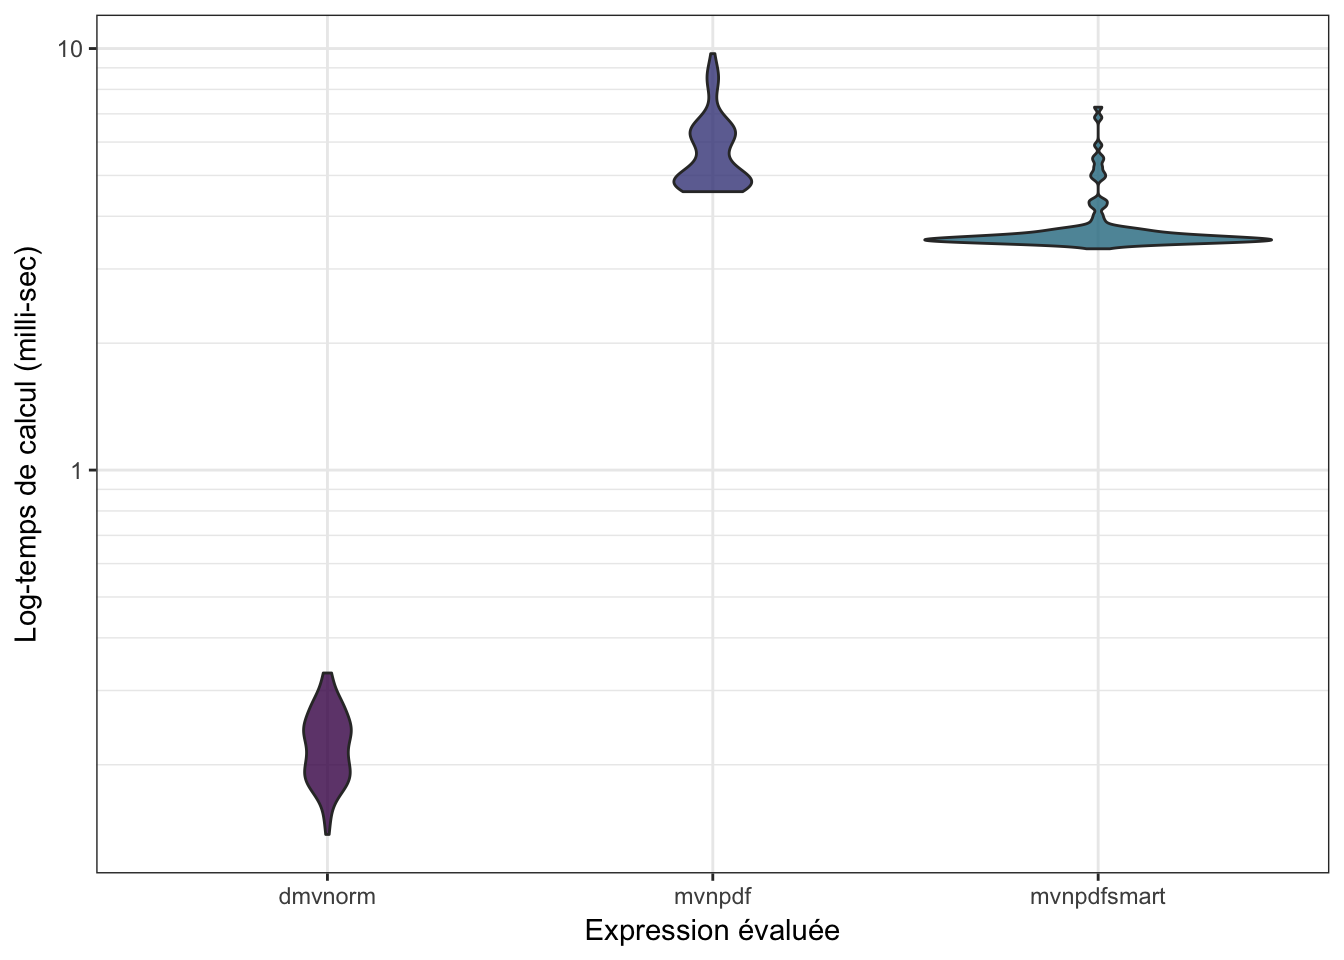 10
1
Log-temps de calcul (milli-sec)
dmvnorm
mvnpdf
mvnpdfsmart
Expression évaluée